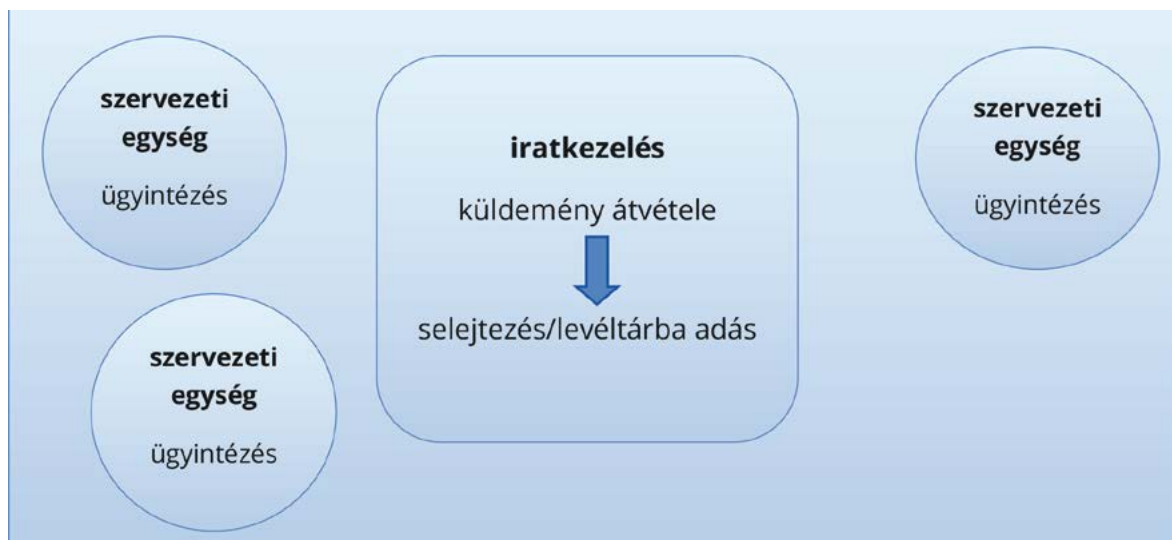 szervezeti
egység
ügyintézés
szervezeti
egység
ügyintézés
iratkezelés
küldemény átvétele
selejtezés/levéltárba adás
szervezeti
egység
ügyintézés